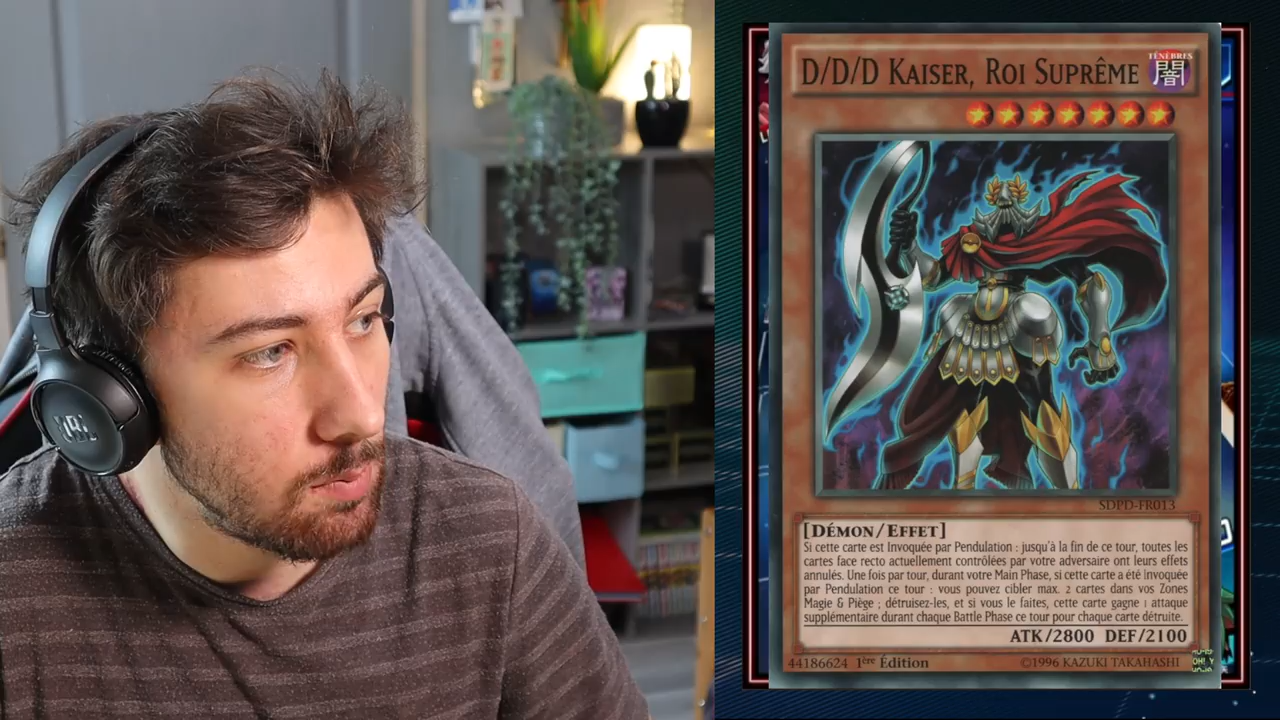 D/D/D KAISER, ROI SUPRÊME
TÉNÈBRES
闇
JBL
SDPD-FR013
[DÉMON/EFFET]
Si cette carte est Invoquée par Pendulation : jusqu'à la fin de ce tour, toutes les
cartes face recto actuellement contrôlées par votre adversaire ont leurs effets
annulés. Une fois par tour, durant votre Main Phase, si cette carte a été Invoquée
par Pendulation ce tour : vous pouvez cibler max. 2 cartes dans vos Zones
Magie & Piège ; détruisez-les, et si vous le faites, cette carte gagne 1 attaque
supplémentaire durant chaque Battle Phase ce tour pour chaque carte détruite.
ATK/2800 DEF/2100
44186624 1ère Édition
©1996 KAZUKI TAKAHASHI